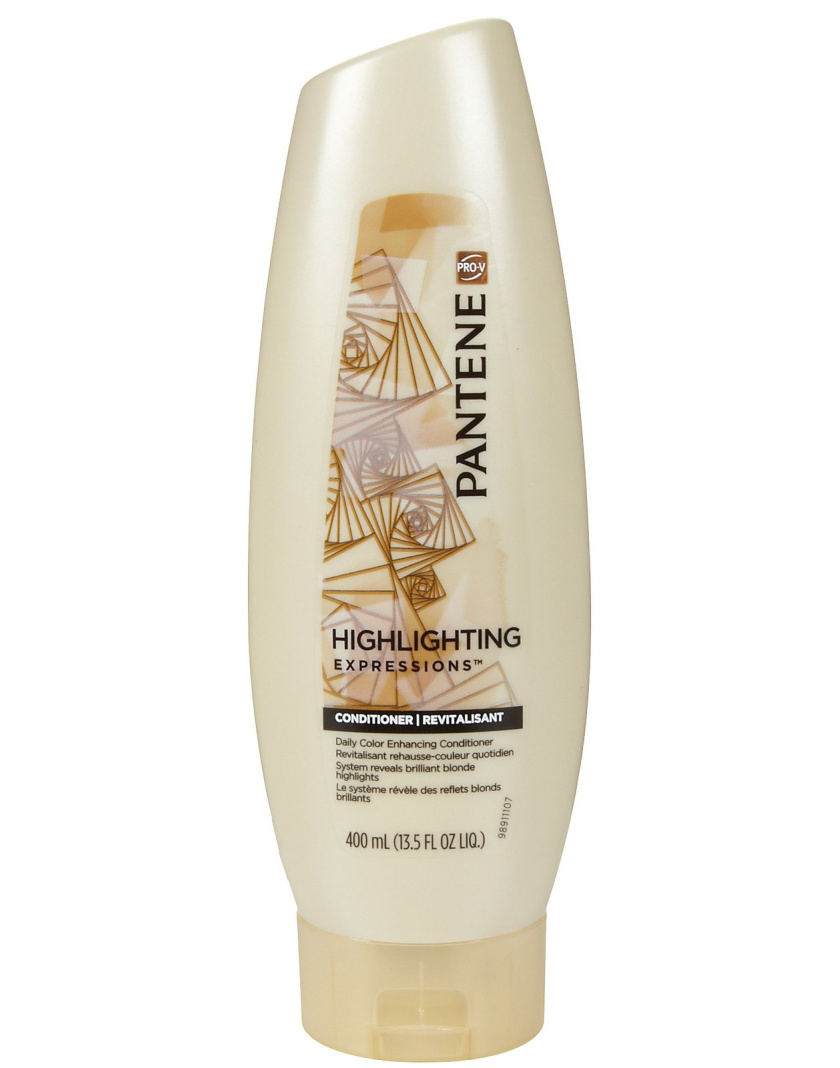 PRO-V
PANTENE
HIGHLIGHTING
EXPRESSIONS™
CONDITIONER | REVITALISANT
Daily Color Enhancing Conditioner
Revitalisant rehausse-couleur quotidien
System reveals brilliant blonde
highlights
Le système révèle des reflets blonds
brillants
400 mL (13.5 FL OZ LIQ.)
98911107